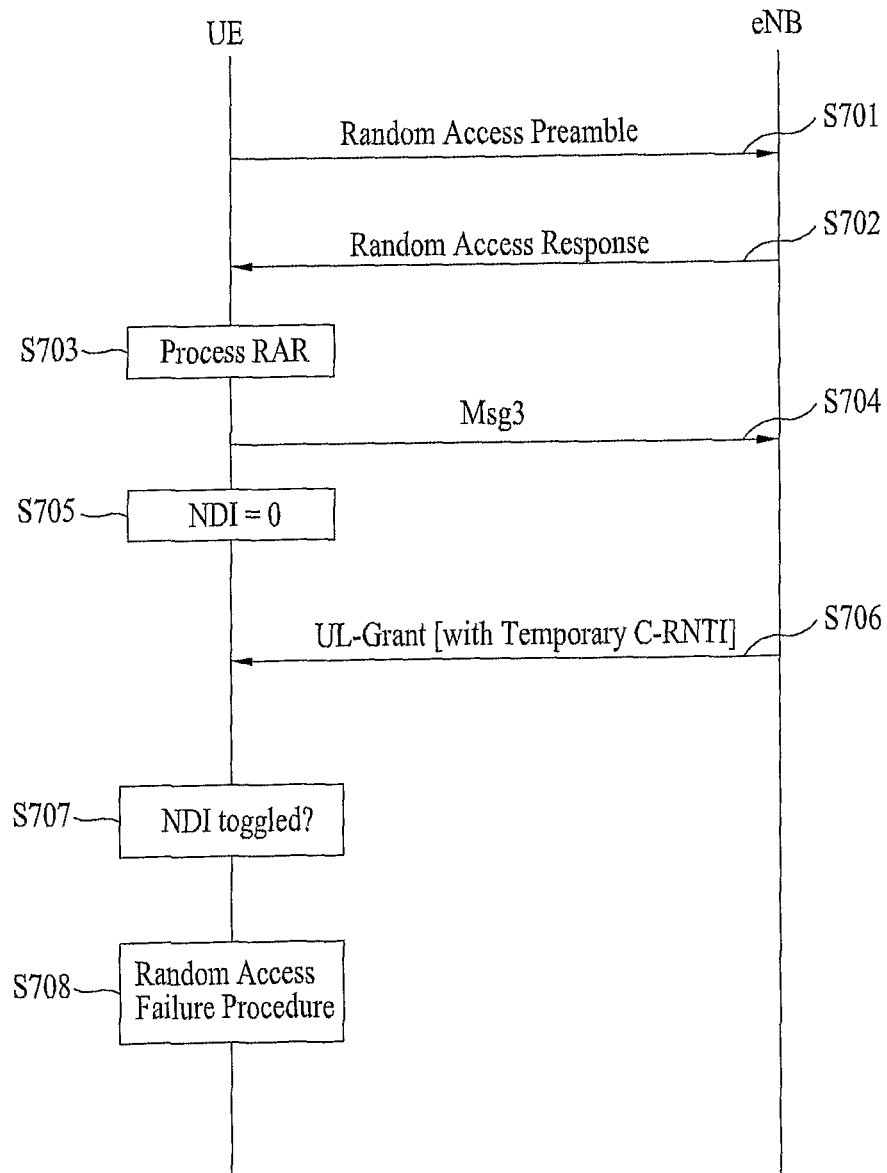 UE
eNB
Random Access Preamble
S701
Random Access Response
S702
S703
Process RAR
Msg3
S704
S705
NDI = 0
UL-Grant [with Temporary C-RNTI]
S706
S707
NDI toggled?
S708
Random Access
Failure Procedure